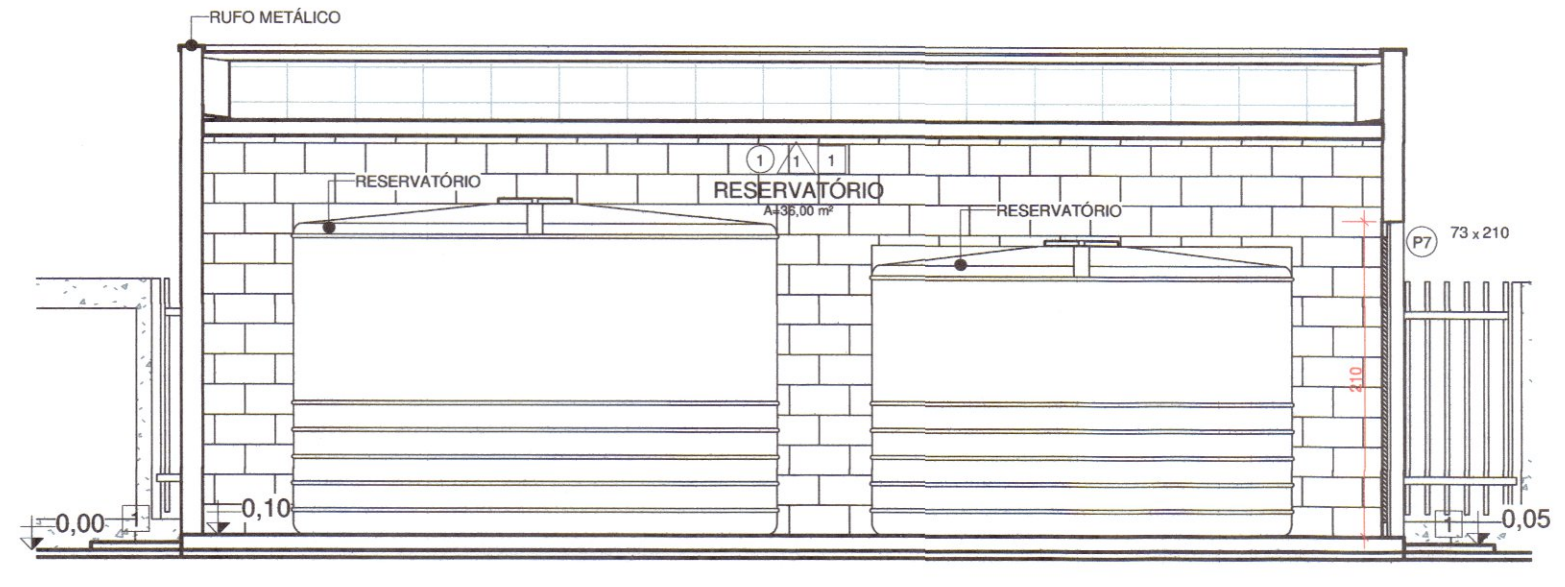 RUFO METÁLICO
1 1 1
RESERVATÓRIO
RESERVATÓRIO
A=36,00 m²
RESERVATÓRIO
P7 73 x 210
210
0,00
1
0,10
1
0,05